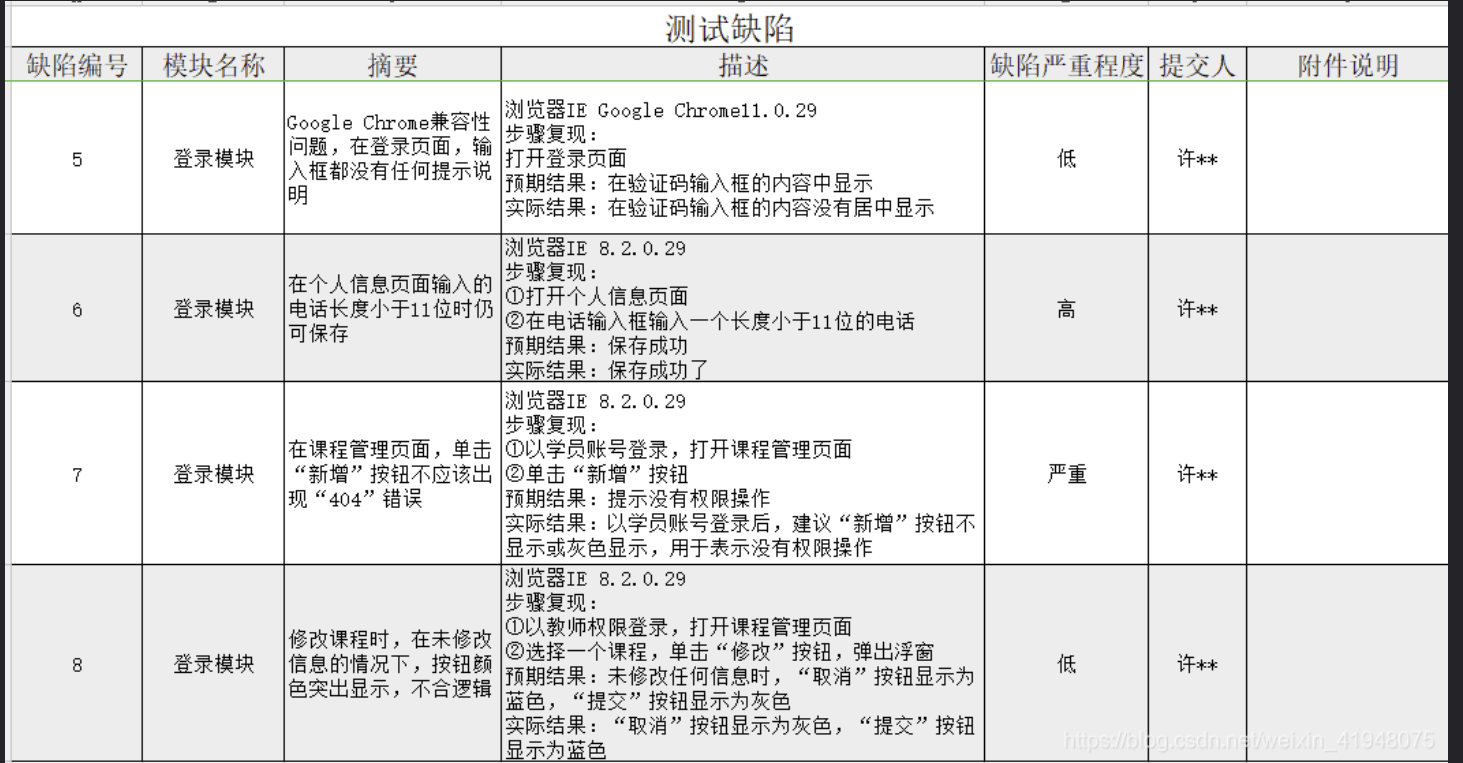 测试缺陷
缺陷编号 模块名称 摘要 描述 缺陷严重程度 提交人 附件说明
5
登录模块
Google Chrome兼容性
问题，在登录页面，输
入框都没有任何提示说
明
浏览器IE Google Chrome11.0.29
步骤复现：
打开登录页面
预期结果：在验证码输入框的内容中显示
实际结果：在验证码输入框的内容没有居中显示
低
许**
6
登录模块
在个人信息页面输入的
电话长度小于11位时仍
可保存
浏览器IE 8.2.0.29
步骤复现：
①打开个人信息页面
②在电话输入框输入一个长度小于11位的电话
预期结果：保存成功
实际结果：保存成功了
高
许**
7
登录模块
在课程管理页面，单击
“新增”按钮不应该出
现“404”错误
浏览器IE 8.2.0.29
步骤复现：
①以学员账号登录，打开课程管理页面
②单击“新增”按钮
预期结果：提示没有权限操作
实际结果：以学员账号登录后，建议“新增”按钮不
显示或灰色显示，用于表示没有权限操作
严重
许**
8
登录模块
修改课程时，在未修改
信息的情况下，按钮颜
色突出显示，不合逻辑
浏览器IE 8.2.0.29
步骤复现：
①以教师权限登录，打开课程管理页面
②选择一个课程，单击“修改”按钮，弹出浮窗
预期结果：未修改任何信息时，“取消”按钮显示为
蓝色，“提交”按钮显示为灰色
实际结果：“取消”按钮显示为灰色，“提交”按钮
显示为蓝色
低
许**
https://blog.csdn.net/weixin_41948075